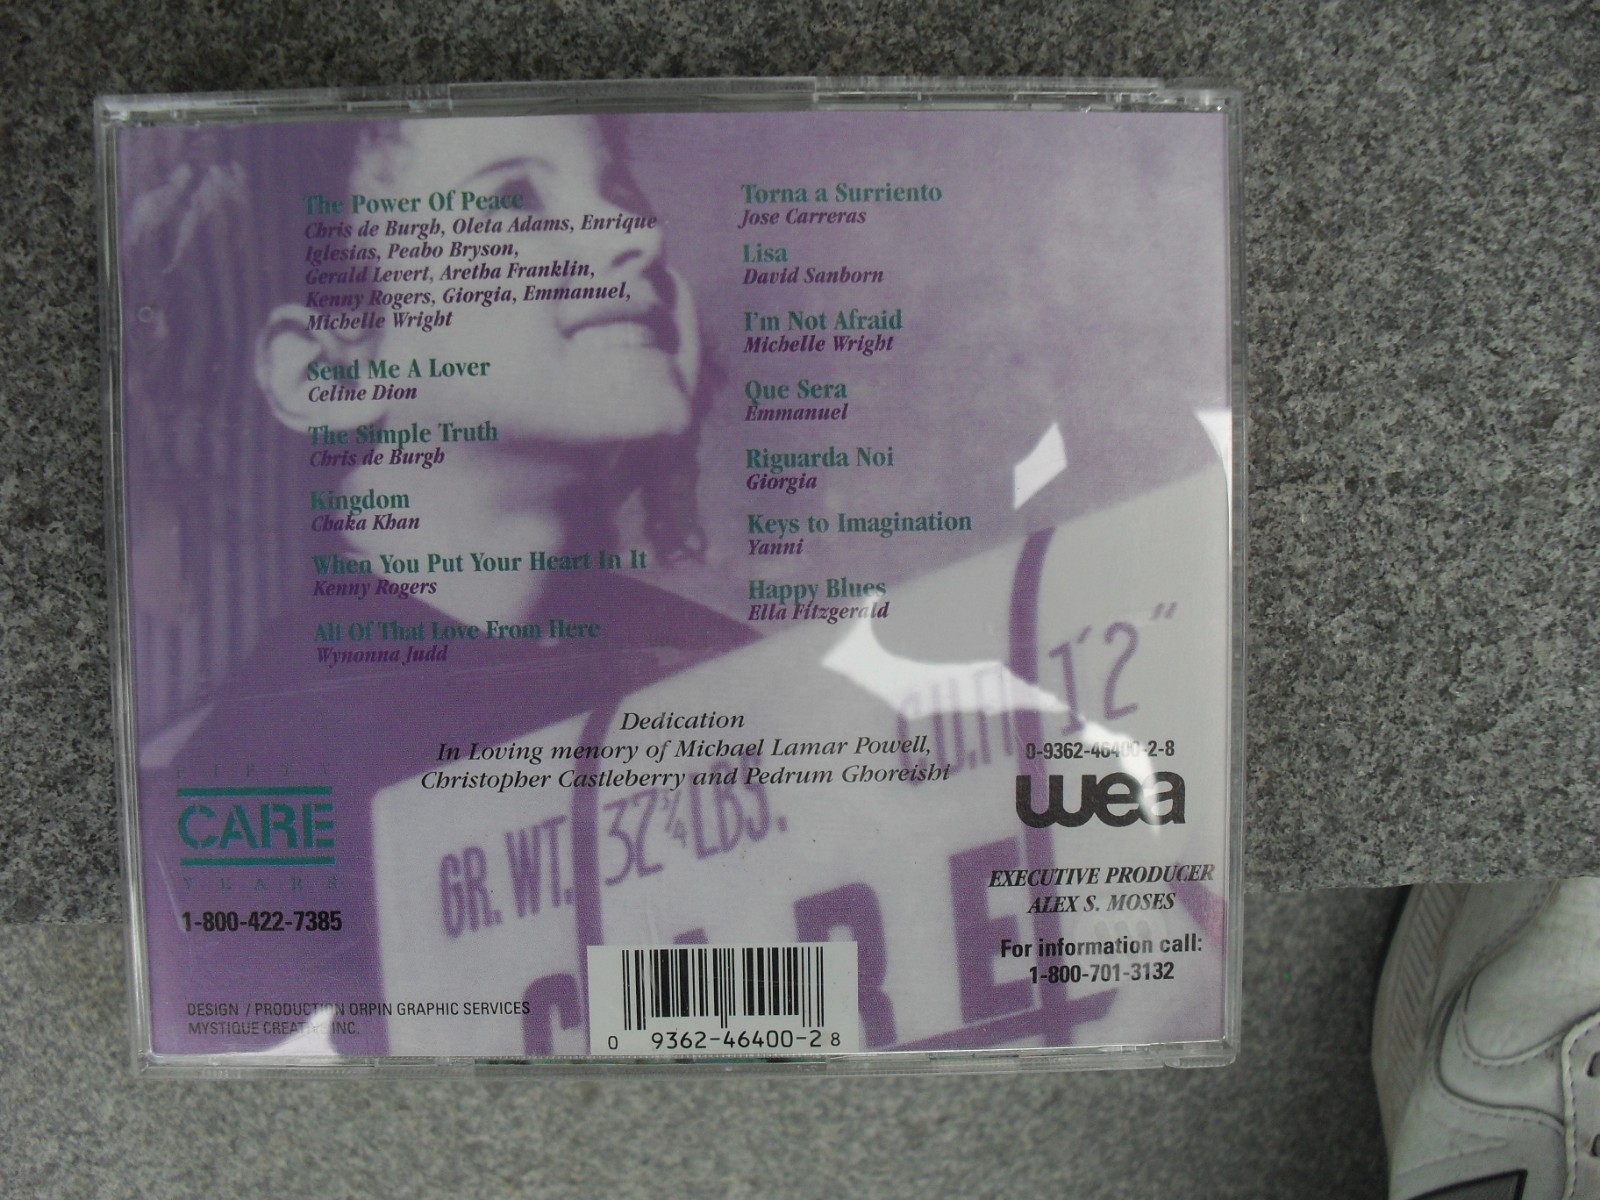 The Power Of Peace
Chris de Burgh, Oleta Adams, Enrique
Iglesias, Peabo Bryson,
Gerald Levert, Aretha Franklin,
Kenny Rogers, Giorgia, Emmanuel,
Michelle Wright
Send Me A Lover
Celine Dion
The Simple Truth
Chris de Burgh
Kingdom
Chaka Khan
When You Put Your Heart In It
Kenny Rogers
All Of That Love From Here
Wynonna Judd
Torna a Surriento
Jose Carreras
Lisa
David Sanborn
I'm Not Afraid
Michelle Wright
Que Sera
Emmanuel
Riguarda Noi
Giorgia
Keys to Imagination
Yanni
Happy Blues
Ella Fitzgerald
Dedication
In Loving menory of Michael Lamar Powell,
Christopher Castleberry and Pedrum Ghoreishi
CU. FT. 1'2"
GR. WT. 32¾ LBS.
CARE
FIFTY
CARE
YEARS
1-800-422-7385
DESIGN / PRODUCTION ORPIN GRAPHIC SERVICES
MYSTIQUE CREATIVE INC.
0 9362-46400-2 8
0-9362-46400-2-8
wea
EXECUTIVE PRODUCER
ALEX S. MOSES
For information call:
1-800-701-3132